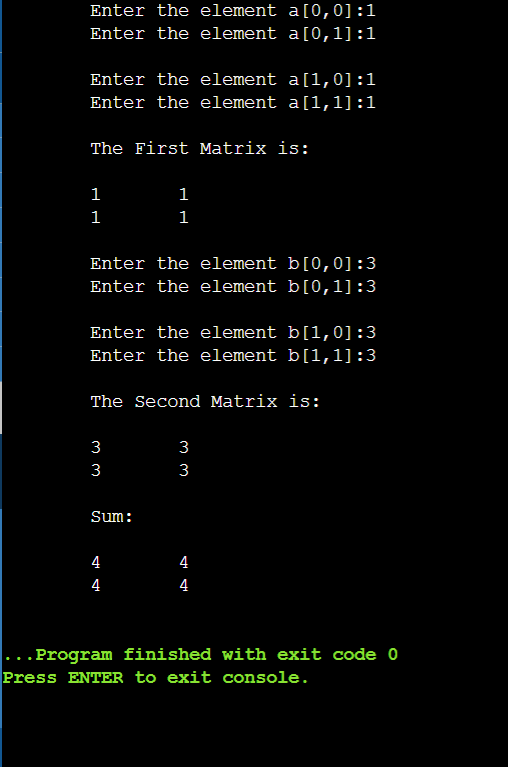 Enter the element a[0,0]:1
Enter the element a[0,1]:1
Enter the element a[1,0]:1
Enter the element a[1,1]:1
The First Matrix is:
1 1
1 1
Enter the element b[0,0]:3
Enter the element b[0,1]:3
Enter the element b[1,0]:3
Enter the element b[1,1]:3
The Second Matrix is:
3 3
3 3
Sum:
4 4
4 4
...Program finished with exit code 0
Press ENTER to exit console.